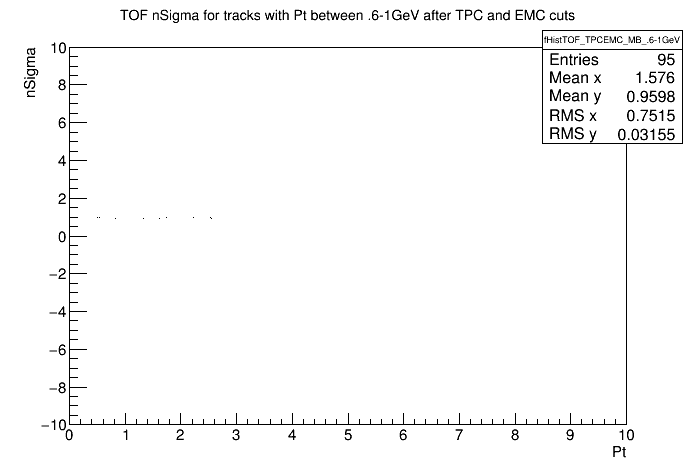 TOF nSigma for tracks with Pt between .6-1GeV after TPC and EMC cuts
fHistTOF_TPCEMC_MB_.6-1GeV
Entries 95
Mean x 1.576
Mean y 0.9598
RMS x 0.7515
RMS y 0.03155
nSigma
10
8
6
4
2
0
−2
−4
−6
−8
−10
0 1 2 3 4 5 6 7 8 9 10
Pt